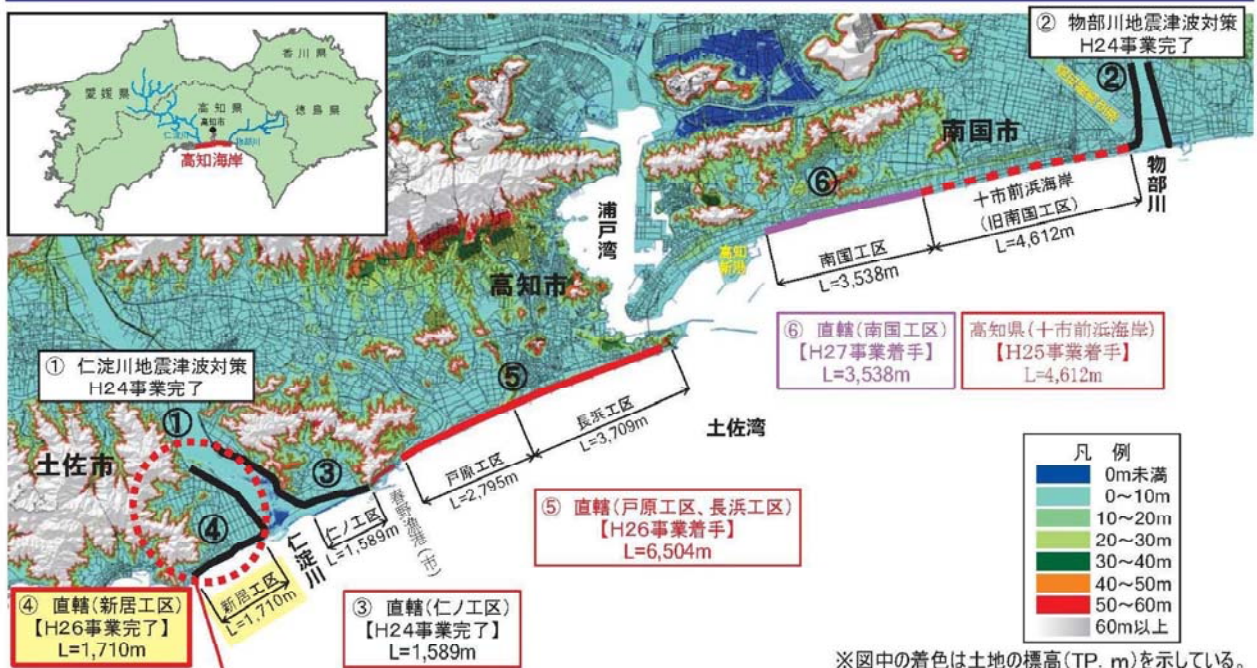 香川県
愛媛県
高知県
徳島県
高知市
仁淀川
物部川
高知海岸
② 物部川地震津波対策
H24事業完了
②
南国市
物部川
⑥
十市前浜海岸
(旧南国工区)
L=4,612m
南国工区
L=3,538m
浦戸湾
高知
新港
高知市
⑥ 直轄(南国工区)
【H27事業着手】
L=3,538m
高知県(十市前浜海岸)
【H25事業着手】
L=4,612m
① 仁淀川地震津波対策
H24事業完了
⑤
長浜工区
L=3,709m
土佐湾
戸原工区
L=2,795m
①
土佐市
③
④
仁ノ工区
L=1,589m
春野漁港(市)
仁淀川
新居工区
L=1,710m
⑤ 直轄(戸原工区、長浜工区)
【H26事業着手】
L=6,504m
④ 直轄(新居工区)
【H26事業完了】
L=1,710m
③ 直轄(仁ノ工区)
【H24事業完了】
L=1,589m
凡 例
0m未満
0~10m
10~20m
20~30m
30~40m
40~50m
50~60m
60m以上
※図中の着色は土地の標高(TP. m)を示している。